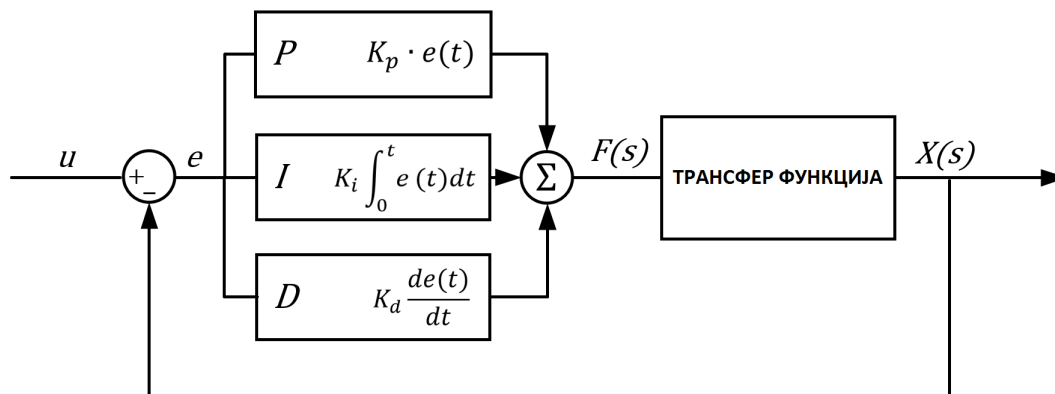 P K_p · e(t)
u + − e
I K_i ∫_0^t e (t)dt
Σ F(s) ТРАНСФЕР ФУНКЦИЈА X(s)
D K_d de(t)/dt